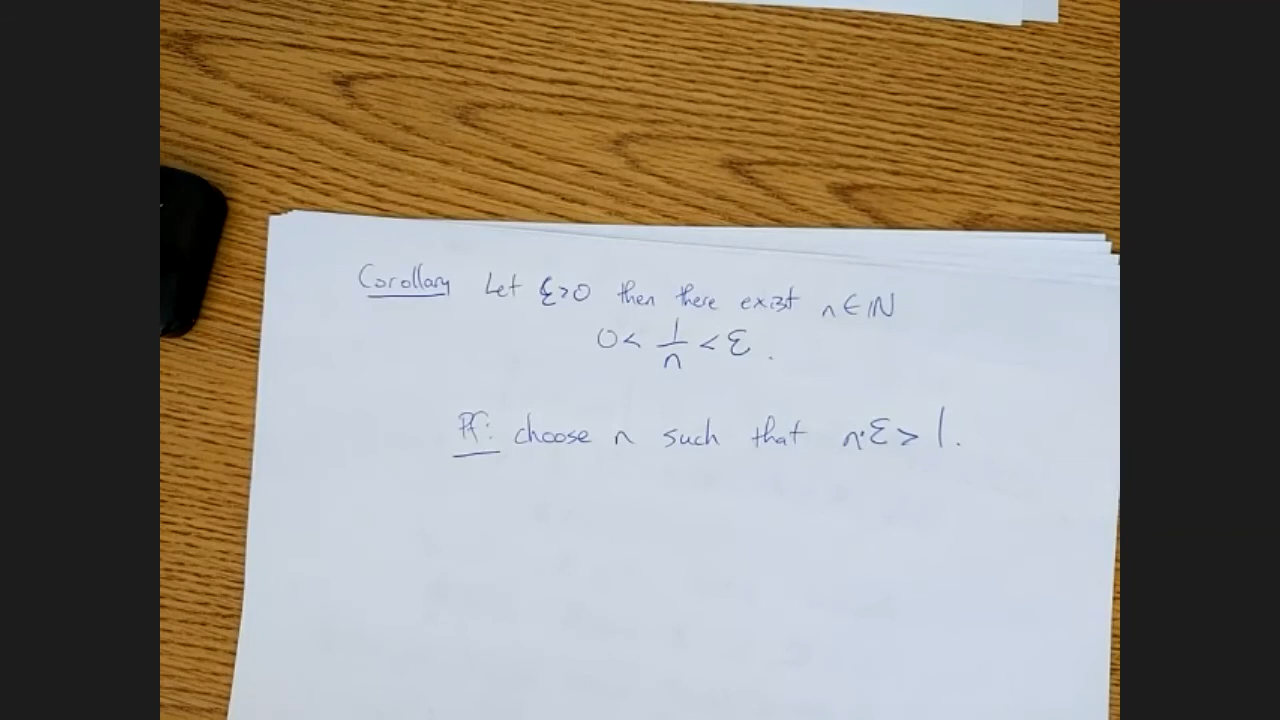 Corollary Let ε>0 then there exist n∈ℕ
0 < 1/n < ε .
Pf: choose n such that n·ε > 1.